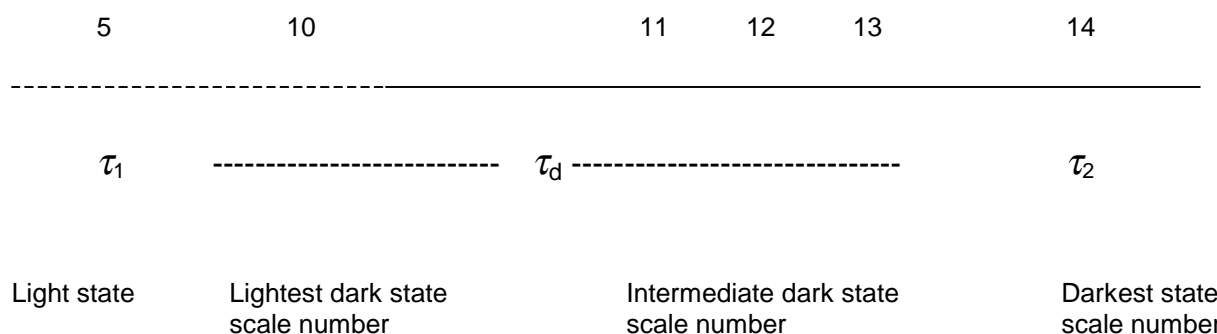 5 10 11 12 13 14
τ1 τd τ2
Light state Lightest dark state Intermediate dark state Darkest state
scale number scale number scale number